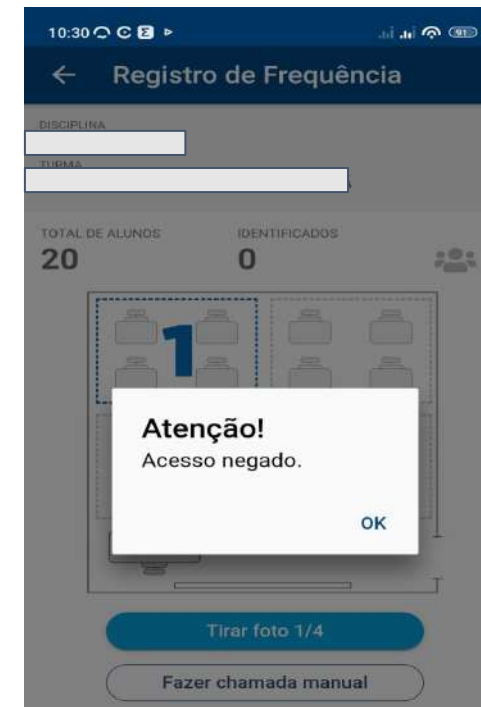 10:30
91
Registro de Frequência
DISCIPLINA
TURMA
TOTAL DE ALUNOS IDENTIFICADOS
20 0
1
Atenção!
Acesso negado.
OK
Tirar foto 1/4
Fazer chamada manual